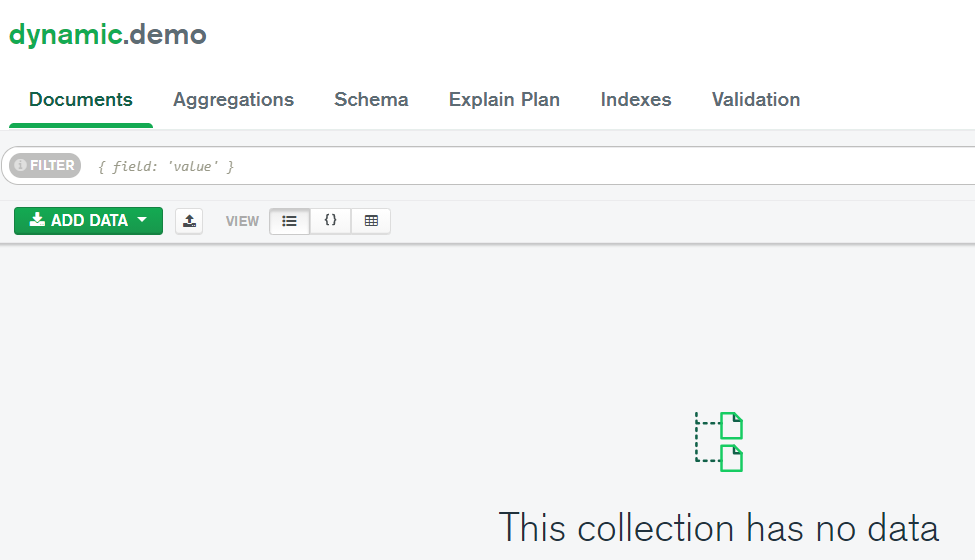 dynamic.demo
Documents Aggregations Schema Explain Plan Indexes Validation
FILTER { field: 'value' }
ADD DATA VIEW {}
This collection has no data